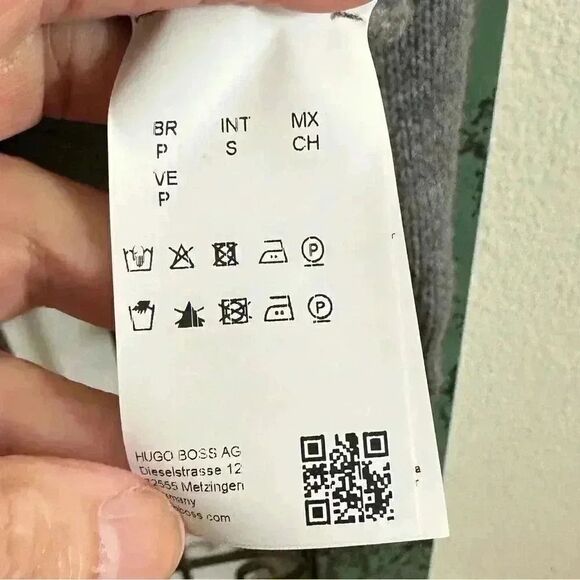 BR INT MX
P S CH
VE
P
P
P
HUGO BOSS AG
Dieselstrasse 12
72555 Metzingen